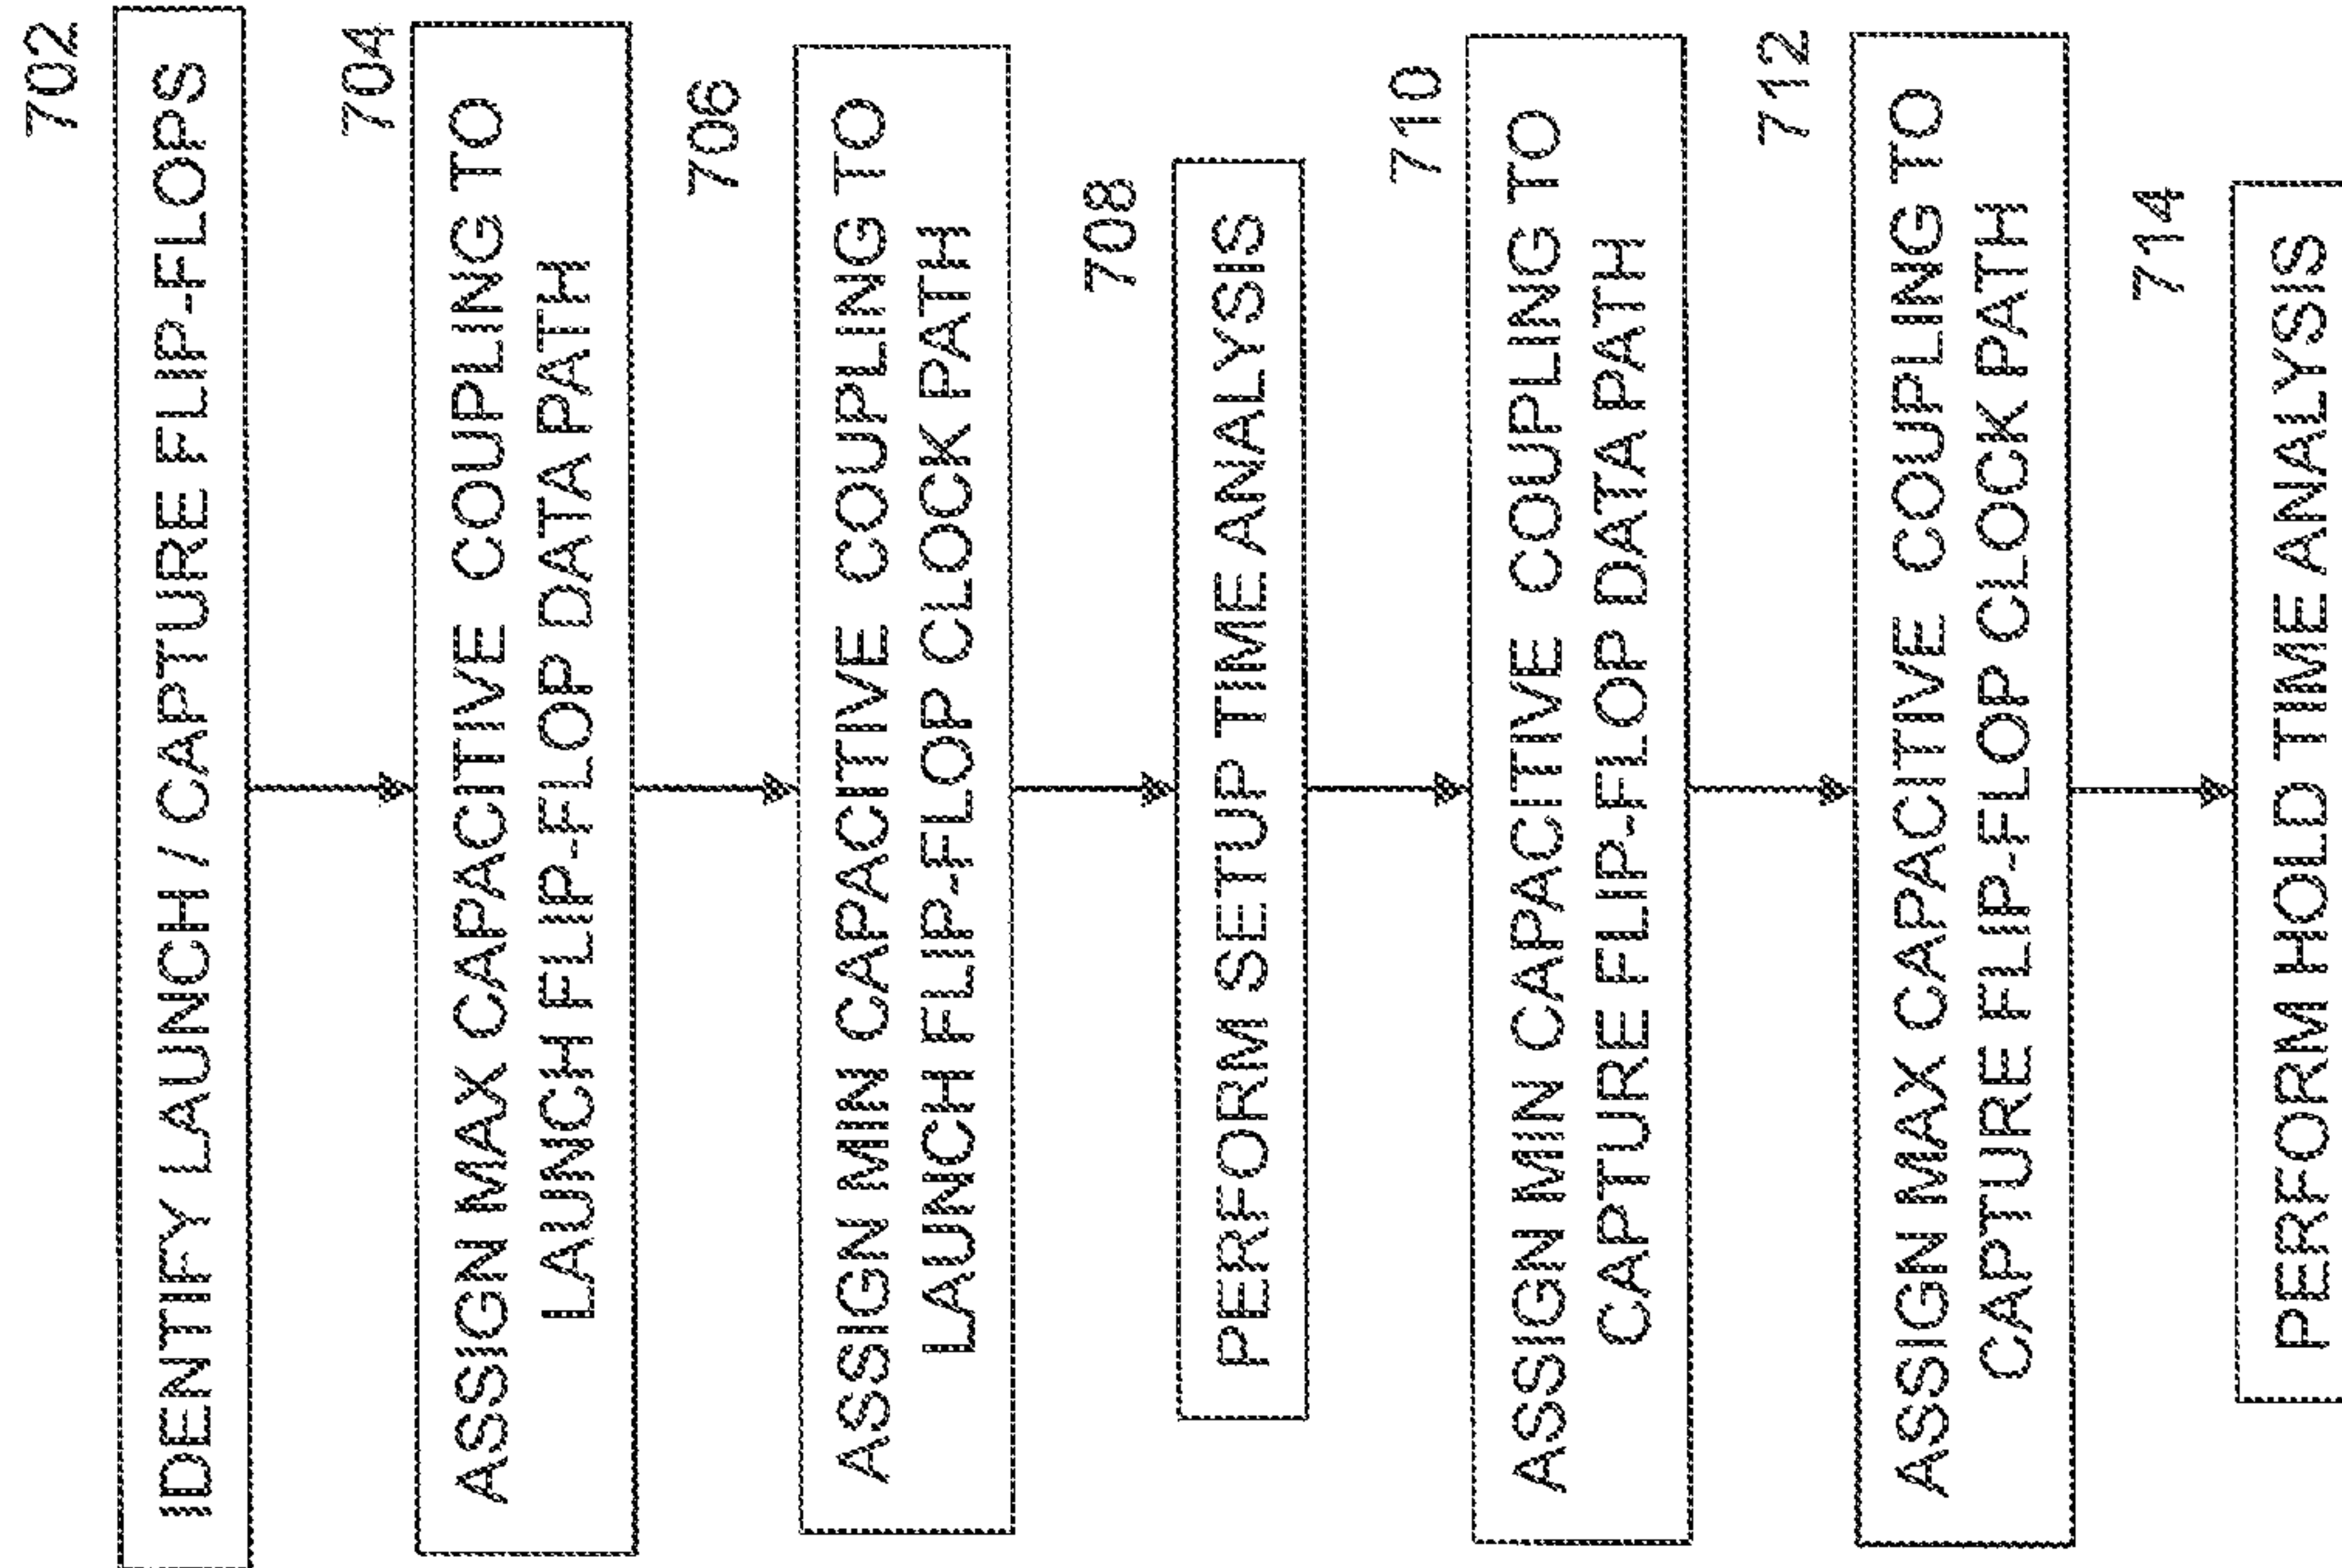 702
IDENTIFY LAUNCH / CAPTURE FLIP-FLOPS
704
ASSIGN MAX CAPACITIVE COUPLING TO
LAUNCH FLIP-FLOP DATA PATH
706
ASSIGN MIN CAPACITIVE COUPLING TO
LAUNCH FLIP-FLOP CLOCK PATH
708
PERFORM SETUP TIME ANALYSIS
710
ASSIGN MIN CAPACITIVE COUPLING TO
CAPTURE FLIP-FLOP DATA PATH
712
ASSIGN MAX CAPACITIVE COUPLING TO
CAPTURE FLIP-FLOP CLOCK PATH
714
PERFORM HOLD TIME ANALYSIS